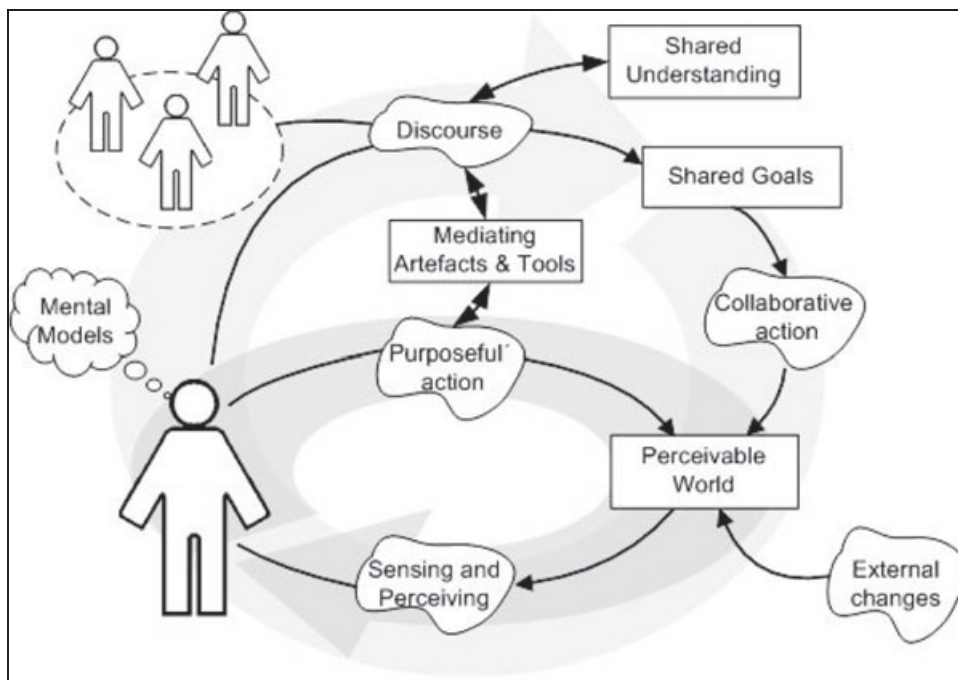 Shared
Understanding
Discourse
Shared Goals
Mediating
Artefacts & Tools
Mental
Models
Collaborative
action
Purposeful´
action
Perceivable
World
Sensing and
Perceiving
External
changes